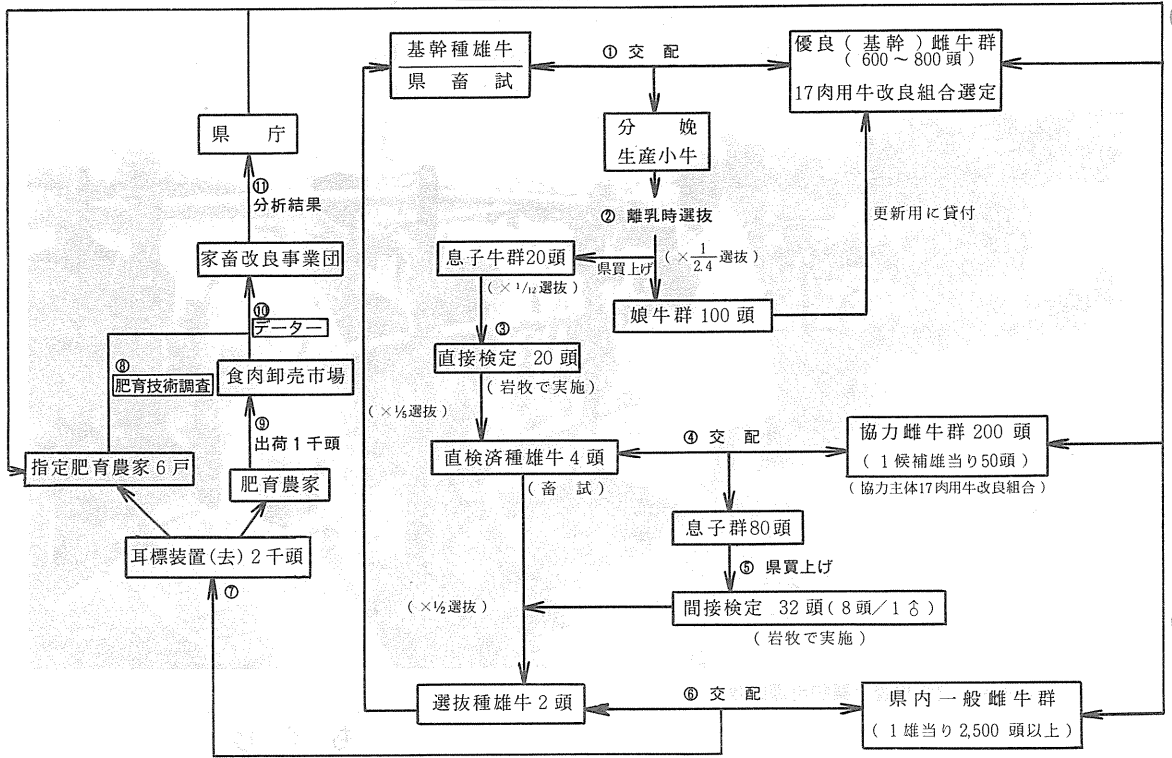 基幹種雄牛
県畜試
① 交配
優良(基幹)雌牛群
(600～800頭)
17肉用牛改良組合選定
分娩
生産小牛
② 離乳時選抜
更新用に貸付
息子牛群20頭
県買上げ
(×1/2.4選抜)
(×1/12選抜)
娘牛群100頭
③
直接検定 20頭
(岩牧で実施)
(×1/5選抜)
直検済種雄牛4頭
(畜試)
④ 交配
協力雌牛群200頭
(1候補雄当り50頭)
(協力主体17肉用牛改良組合)
息子群80頭
⑤ 県買上げ
間接検定 32頭(8頭/1♂)
(岩牧で実施)
(×1/2選抜)
選抜種雄牛2頭
⑥ 交配
県内一般雌牛群
(1雄当り2,500頭以上)
⑦
耳標装置(去)2千頭
指定肥育農家6戸
肥育農家
⑧
肥育技術調査
⑨
出荷1千頭
食肉卸売市場
⑩
データー
家畜改良事業団
⑪
分析結果
県庁